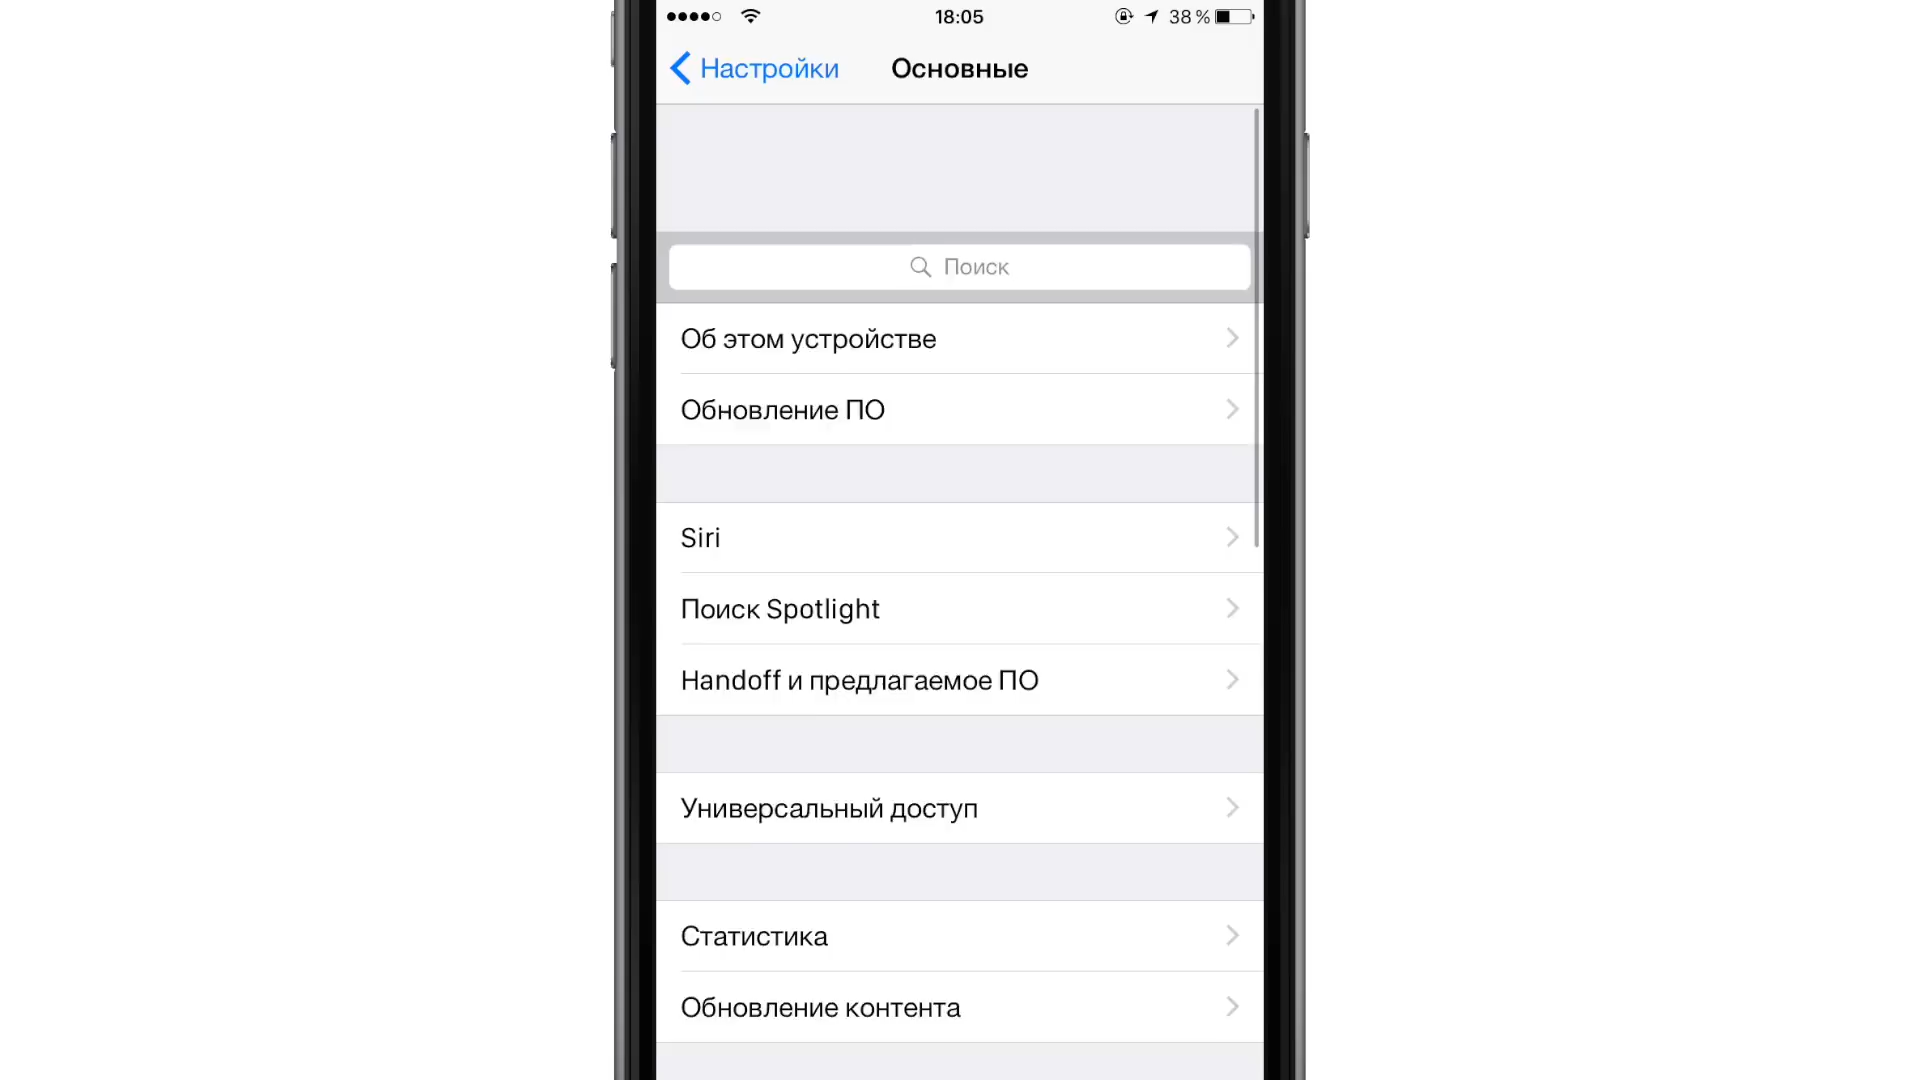 18:05
38 %
Настройки
Основные
Поиск
Об этом устройстве
Обновление ПО
Siri
Поиск Spotlight
Handoff и предлагаемое ПО
Универсальный доступ
Статистика
Обновление контента